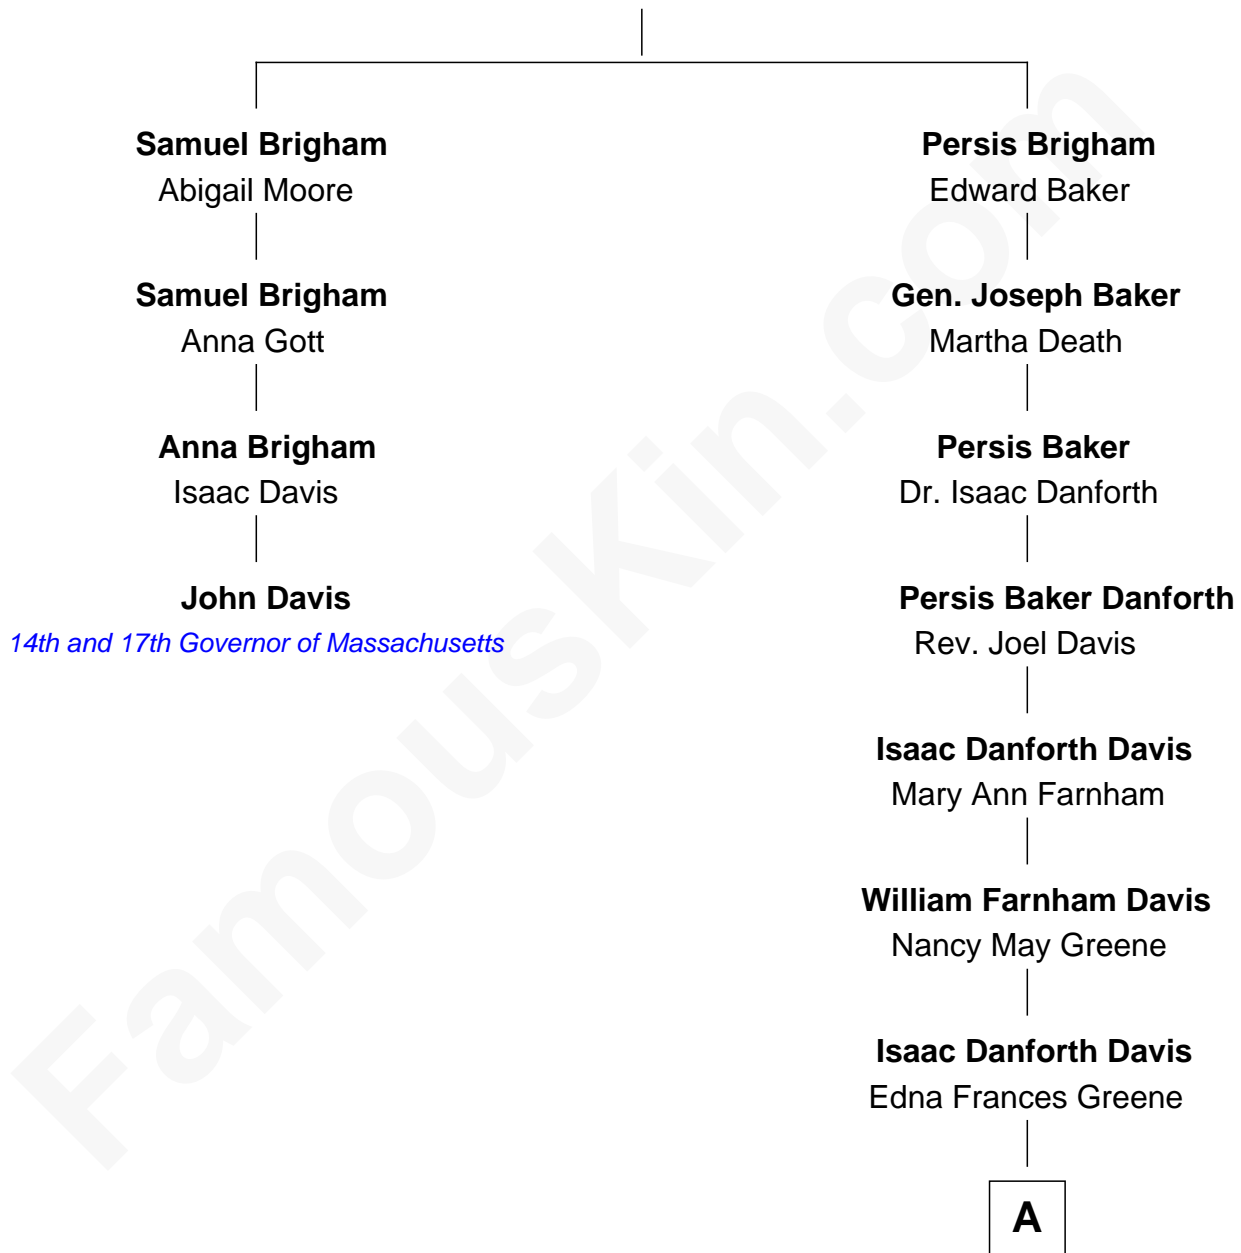 Samuel Brigham
Abigail Moore
Samuel Brigham
Anna Gott
Anna Brigham
Isaac Davis
John Davis
14th and 17th Governor of Massachusetts
Persis Brigham
Edward Baker
Gen. Joseph Baker
Martha Death
Persis Baker
Dr. Isaac Danforth
Persis Baker Danforth
Rev. Joel Davis
Isaac Danforth Davis
Mary Ann Farnham
William Farnham Davis
Nancy May Greene
Isaac Danforth Davis
Edna Frances Greene
A
FamousKin.com